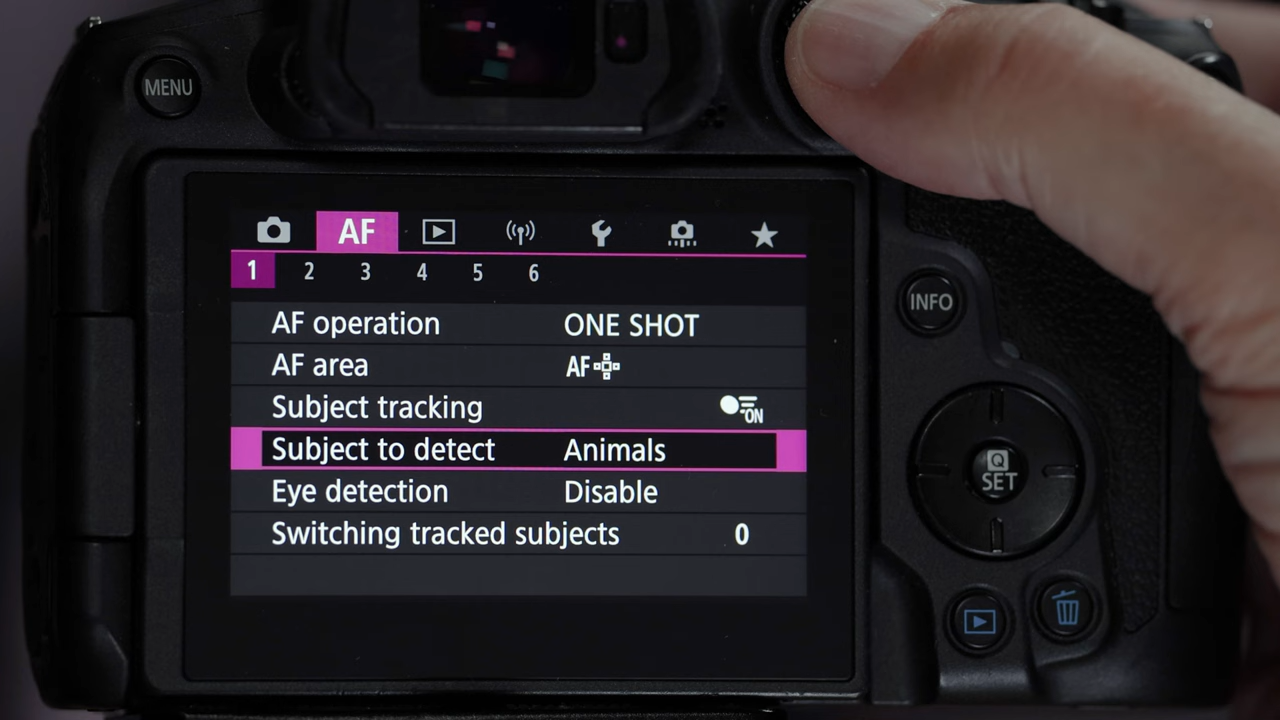 MENU
AF
1 2 3 4 5 6
AF operation ONE SHOT
AF area AF
Subject tracking ON
Subject to detect Animals
Eye detection Disable
Switching tracked subjects 0
INFO
Q
SET